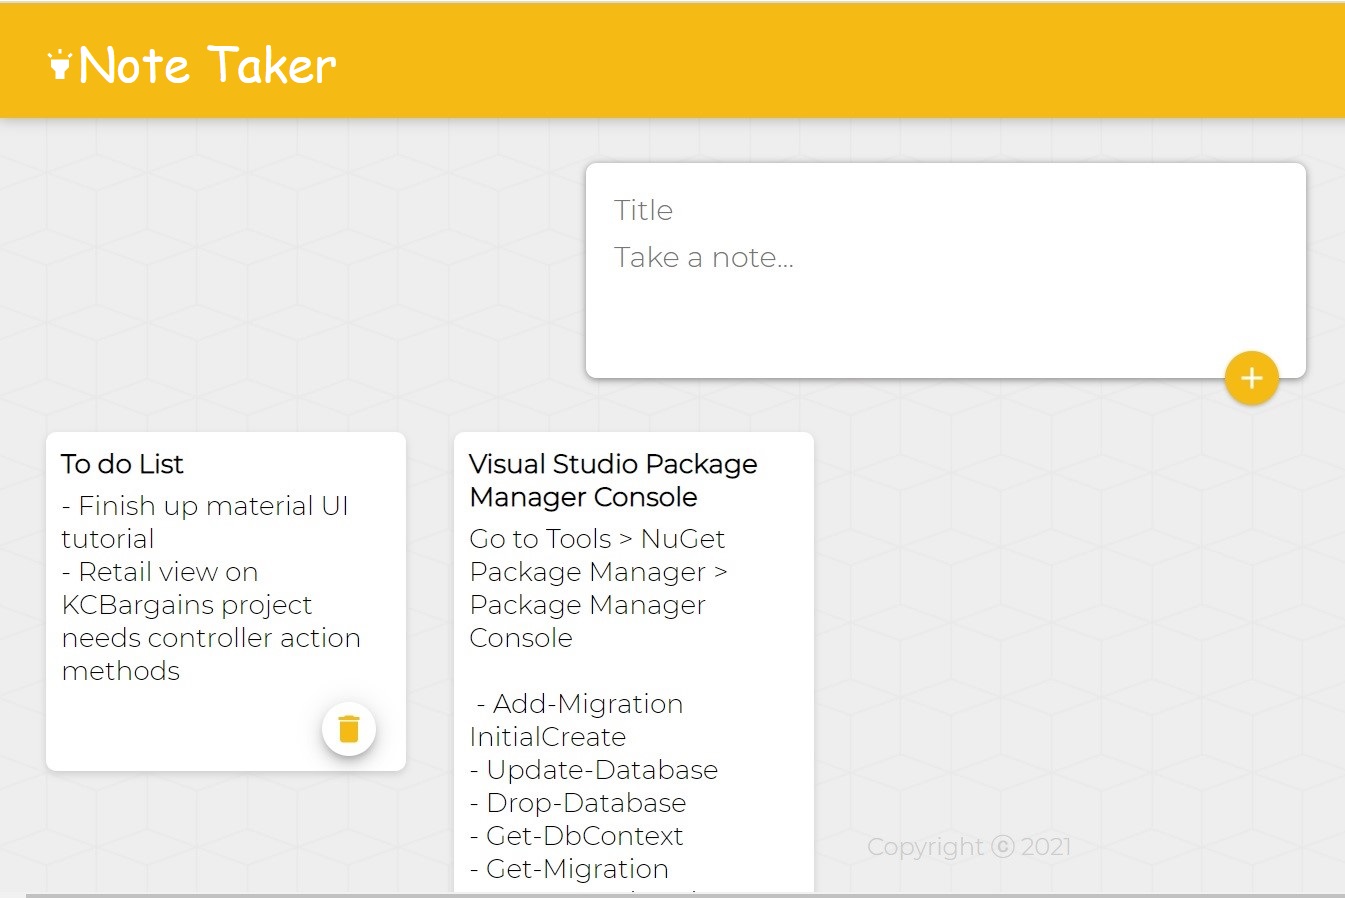 Note Taker
Title
Take a note...
To do List
- Finish up material UI
tutorial
- Retail view on
KCBargains project
needs controller action
methods
Visual Studio Package
Manager Console
Go to Tools > NuGet
Package Manager >
Package Manager
Console
- Add-Migration
InitialCreate
- Update-Database
- Drop-Database
- Get-DbContext
- Get-Migration
Copyright ⓒ 2021